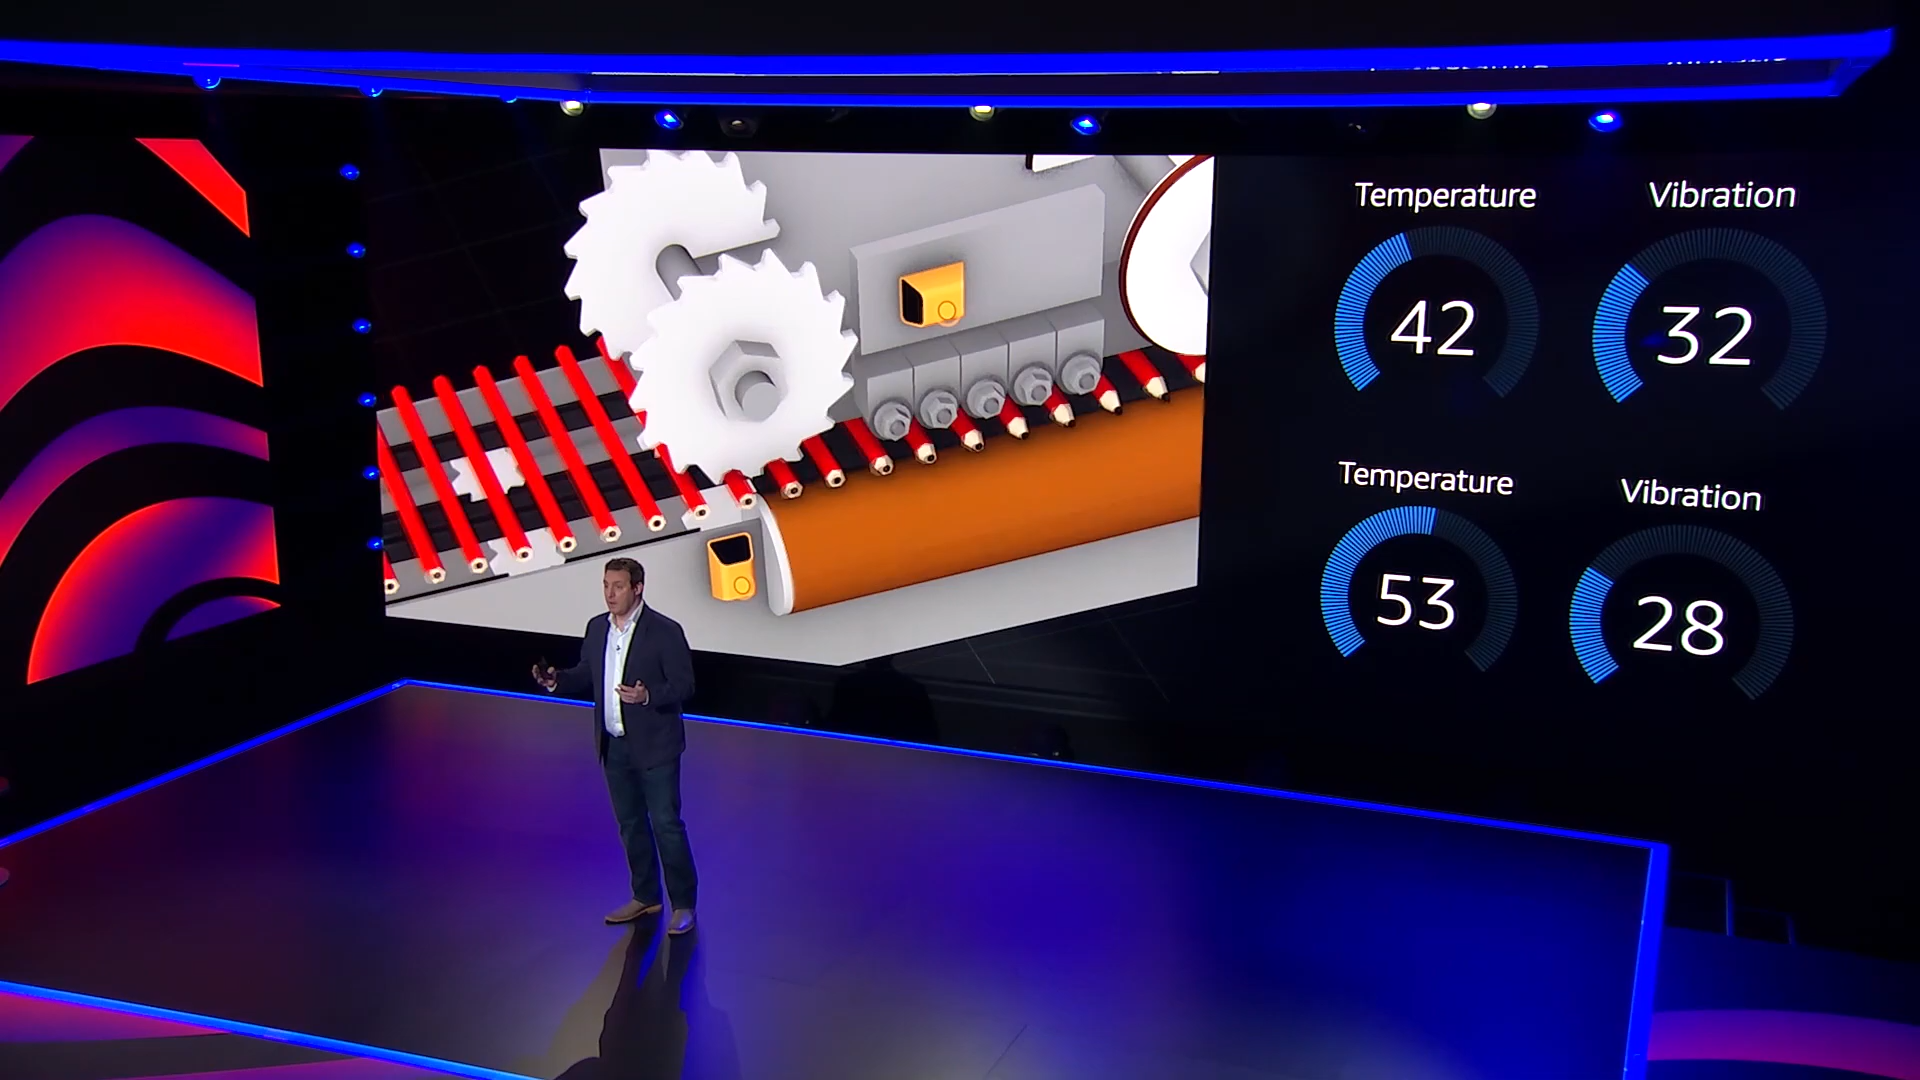 Temperature
Vibration
42
32
Temperature
Vibration
53
28